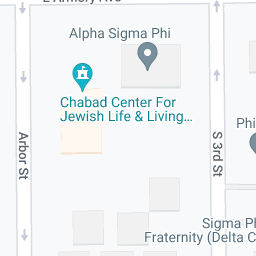 E Armory Ave
Alpha Sigma Phi
Chabad Center For
Jewish Life & Living...
Arbor St
S 3rd St
Phi
Sigma Ph
Fraternity (Delta C